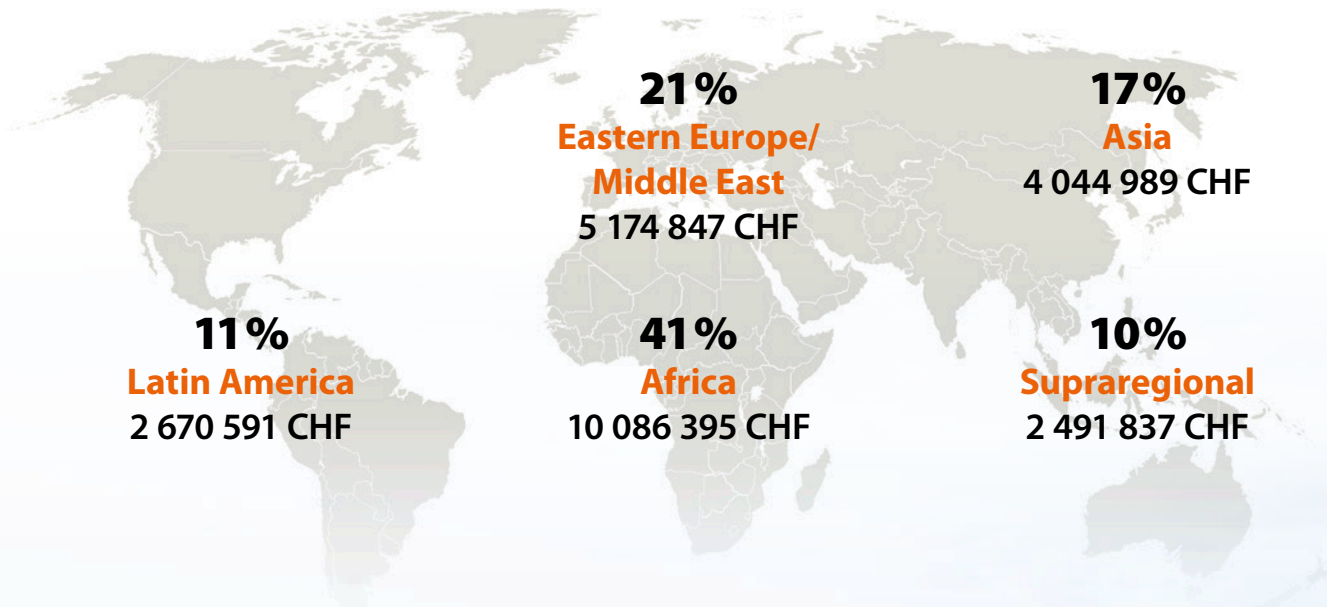 21%
Eastern Europe/
Middle East
5 174 847 CHF
17%
Asia
4 044 989 CHF
11%
Latin America
2 670 591 CHF
41%
Africa
10 086 395 CHF
10%
Supraregional
2 491 837 CHF